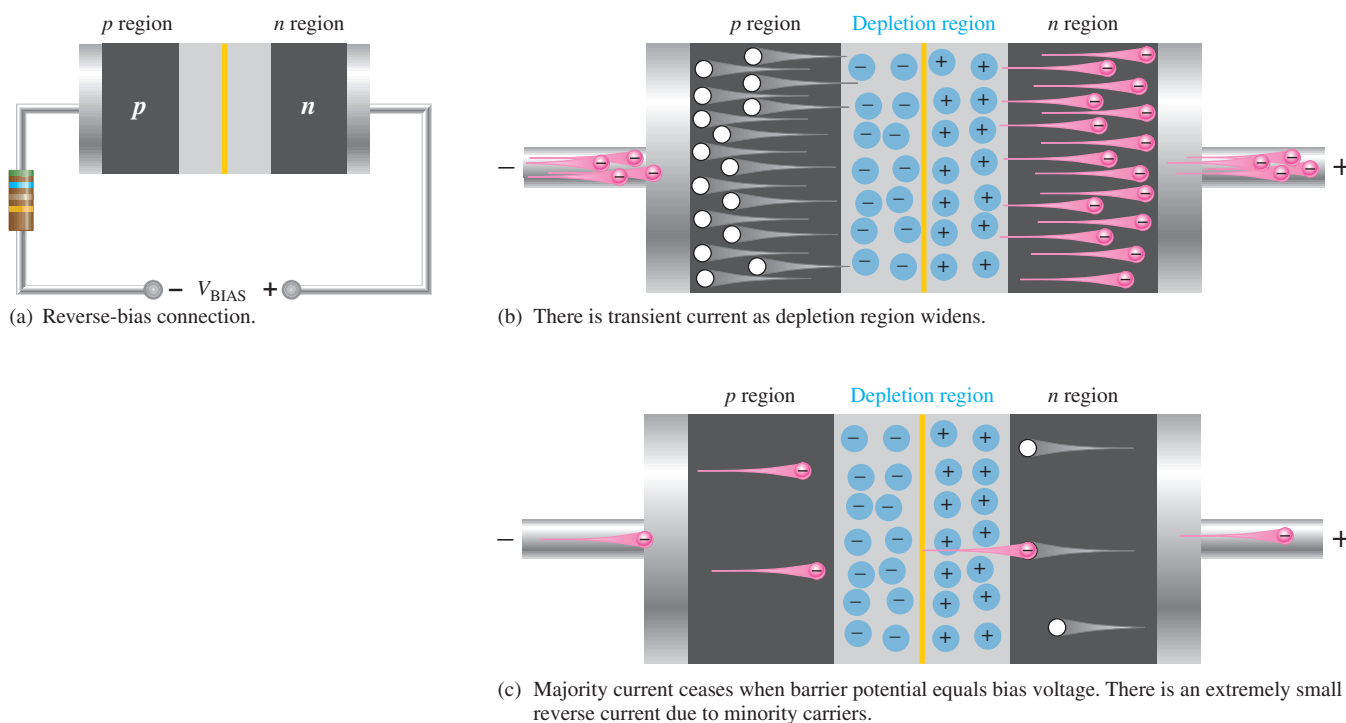 p region
n region
p
n
− V_BIAS +
(a) Reverse-bias connection.
p region
Depletion region
n region
−
+
(b) There is transient current as depletion region widens.
p region
Depletion region
n region
−
+
(c) Majority current ceases when barrier potential equals bias voltage. There is an extremely small
reverse current due to minority carriers.